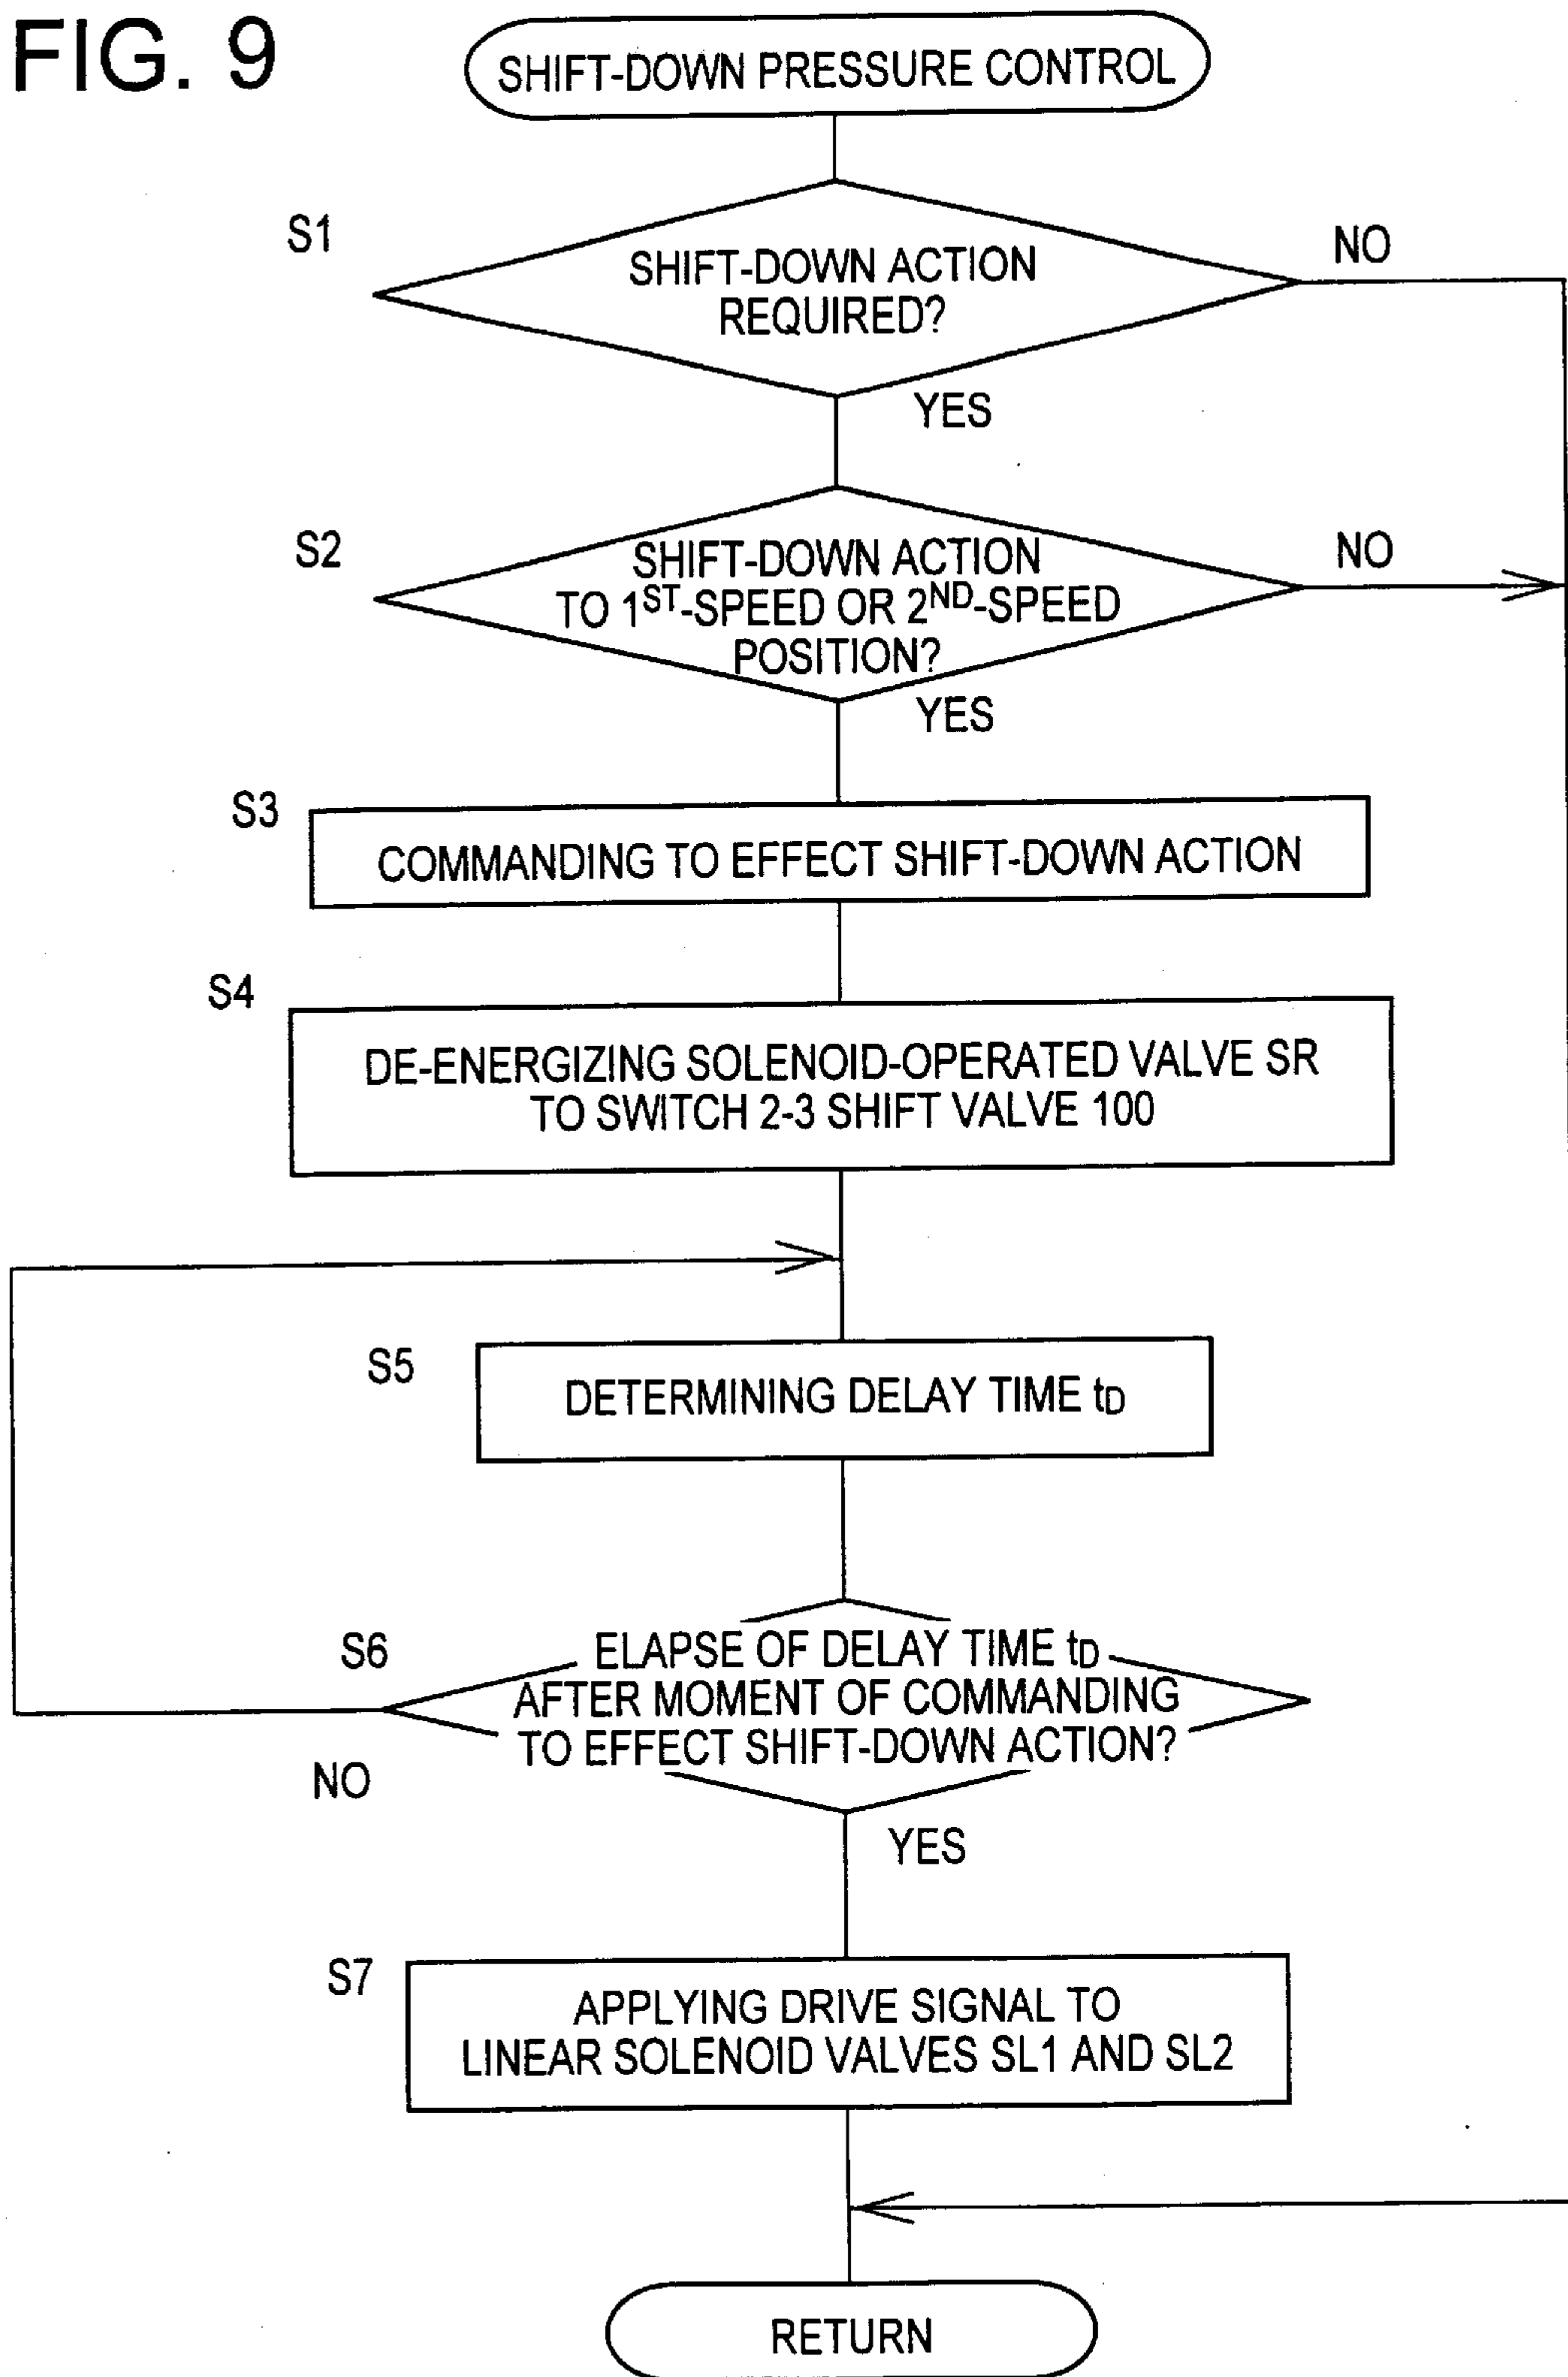 FIG. 9
SHIFT-DOWN PRESSURE CONTROL
S1
SHIFT-DOWN ACTION
REQUIRED?
NO
YES
S2
SHIFT-DOWN ACTION
TO 1ST-SPEED OR 2ND-SPEED
POSITION?
NO
YES
S3
COMMANDING TO EFFECT SHIFT-DOWN ACTION
S4
DE-ENERGIZING SOLENOID-OPERATED VALVE SR
TO SWITCH 2-3 SHIFT VALVE 100
S5
DETERMINING DELAY TIME tD
S6
ELAPSE OF DELAY TIME tD
AFTER MOMENT OF COMMANDING
TO EFFECT SHIFT-DOWN ACTION?
NO
YES
S7
APPLYING DRIVE SIGNAL TO
LINEAR SOLENOID VALVES SL1 AND SL2
RETURN